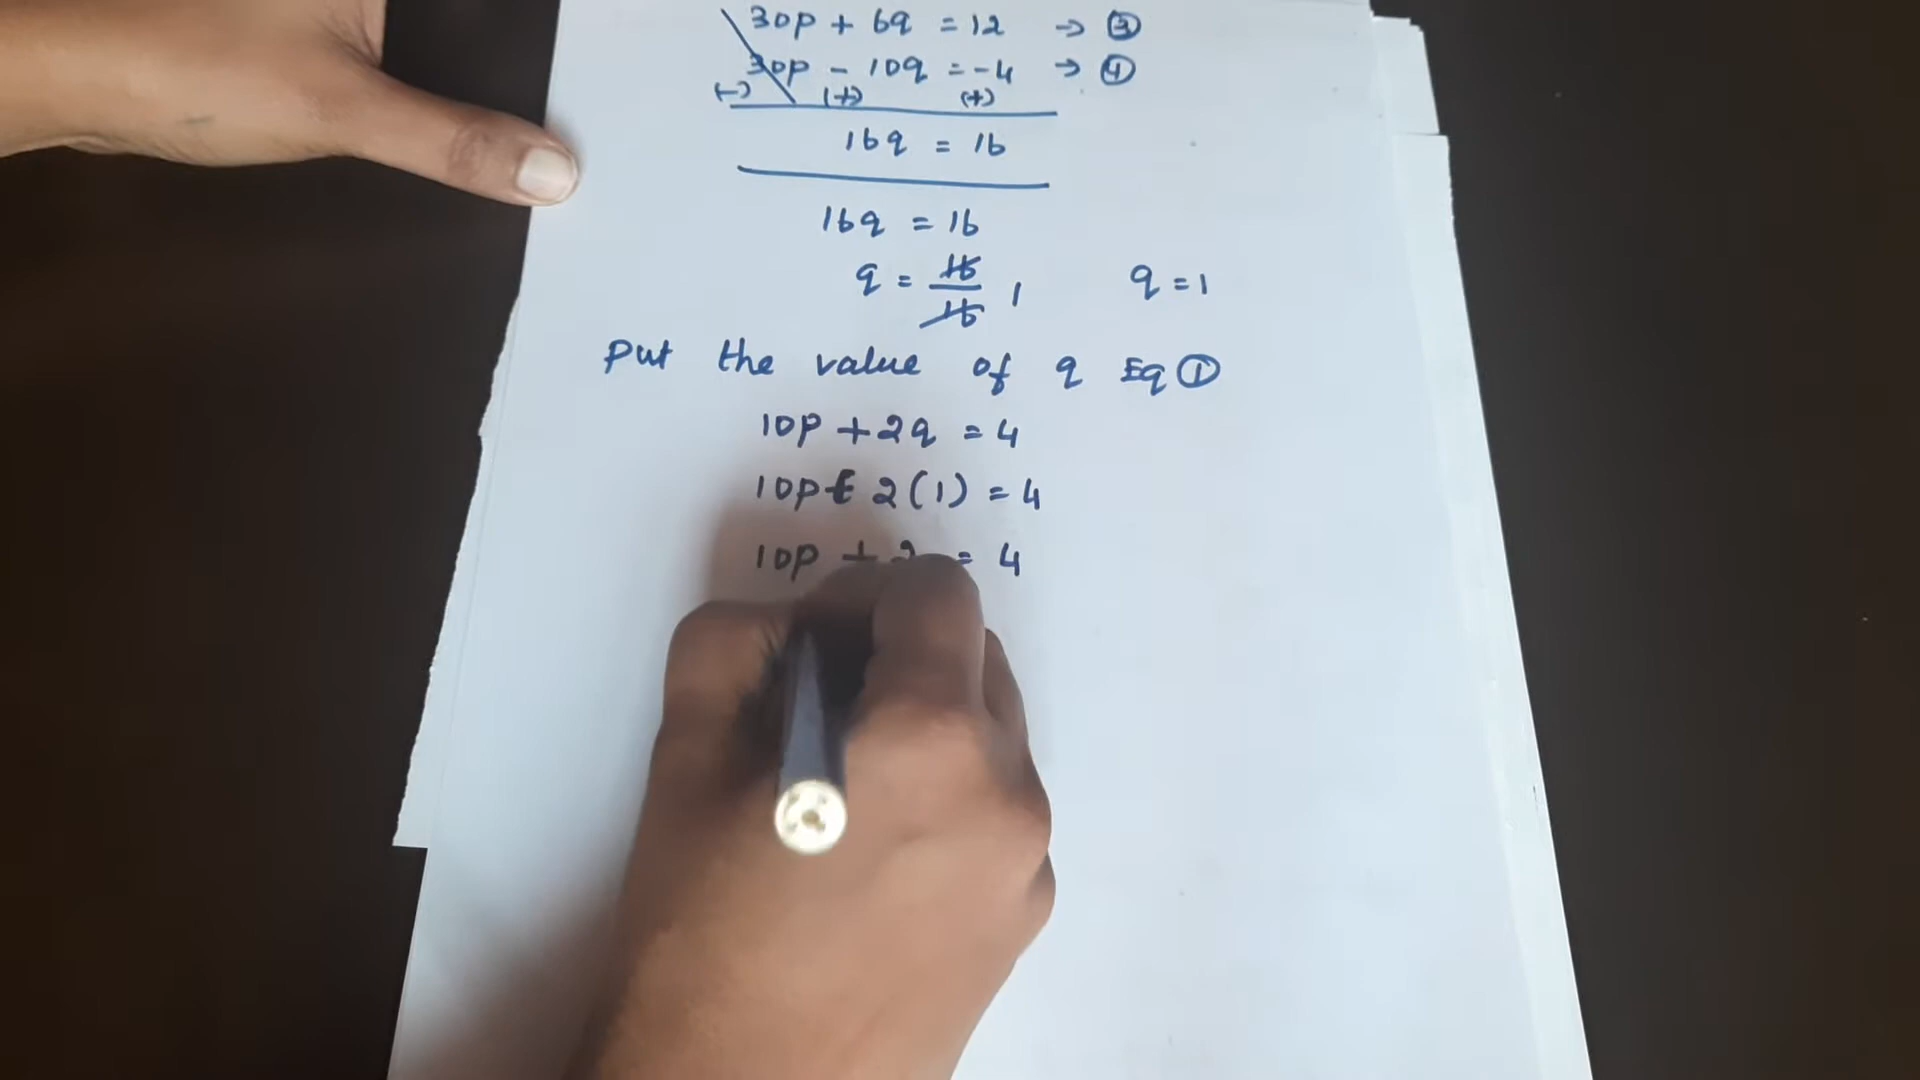 30p + 6q = 12 → ③
30p - 10q = -4 → ④
(-) (+) (+)
16q = 16
16q = 16
q = 16/16 1 q = 1
Put the value of q Eq ①
10p + 2q = 4
10p + 2(1) = 4
10p + 2 = 4